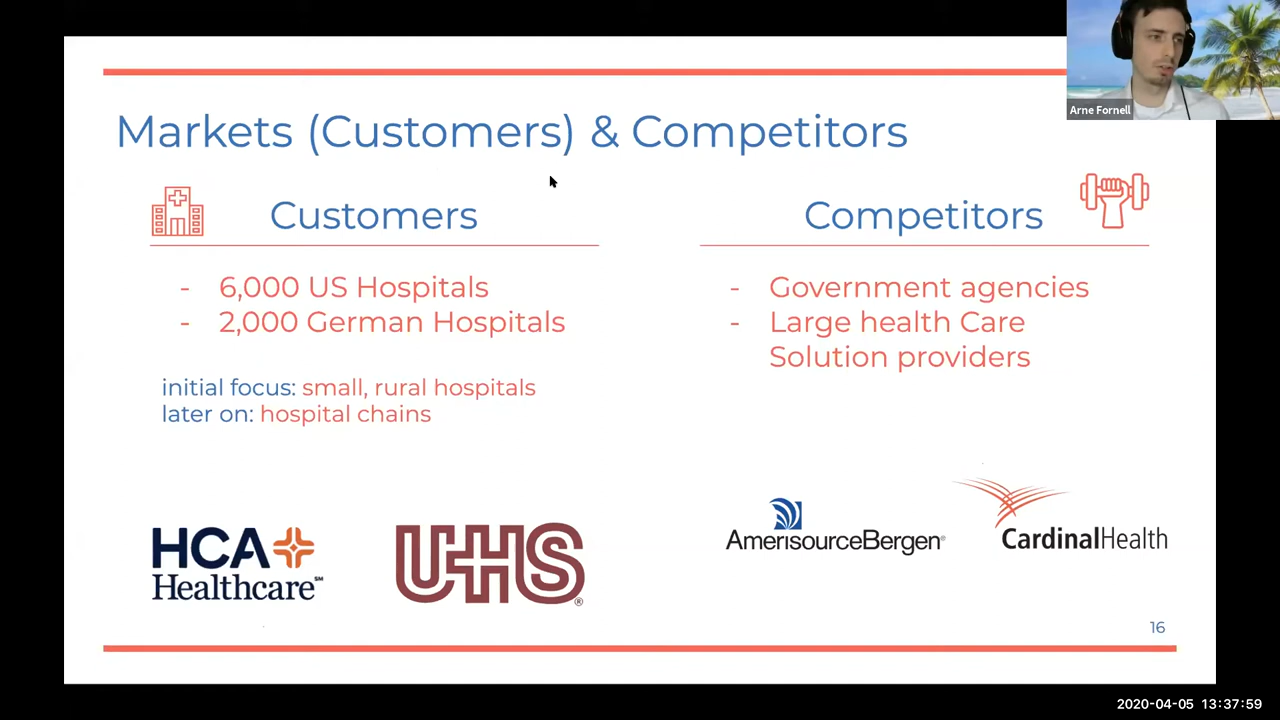 Arne Fornell
Markets (Customers) & Competitors
Customers
- 6,000 US Hospitals
- 2,000 German Hospitals
initial focus: small, rural hospitals
later on: hospital chains
HCA
Healthcare℠
UHS®
Competitors
- Government agencies
- Large health Care
Solution providers
AmerisourceBergen®
CardinalHealth
16
2020-04-05 13:37:59